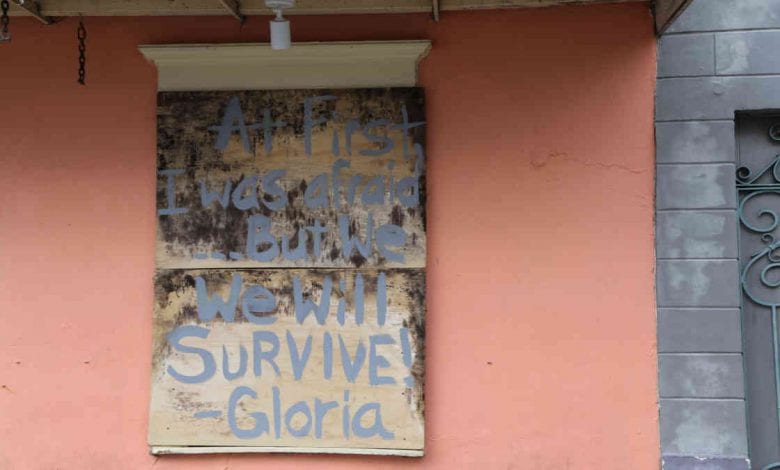 At First,
I was afraid
...But We
We Will
SURVIVE!
-Gloria